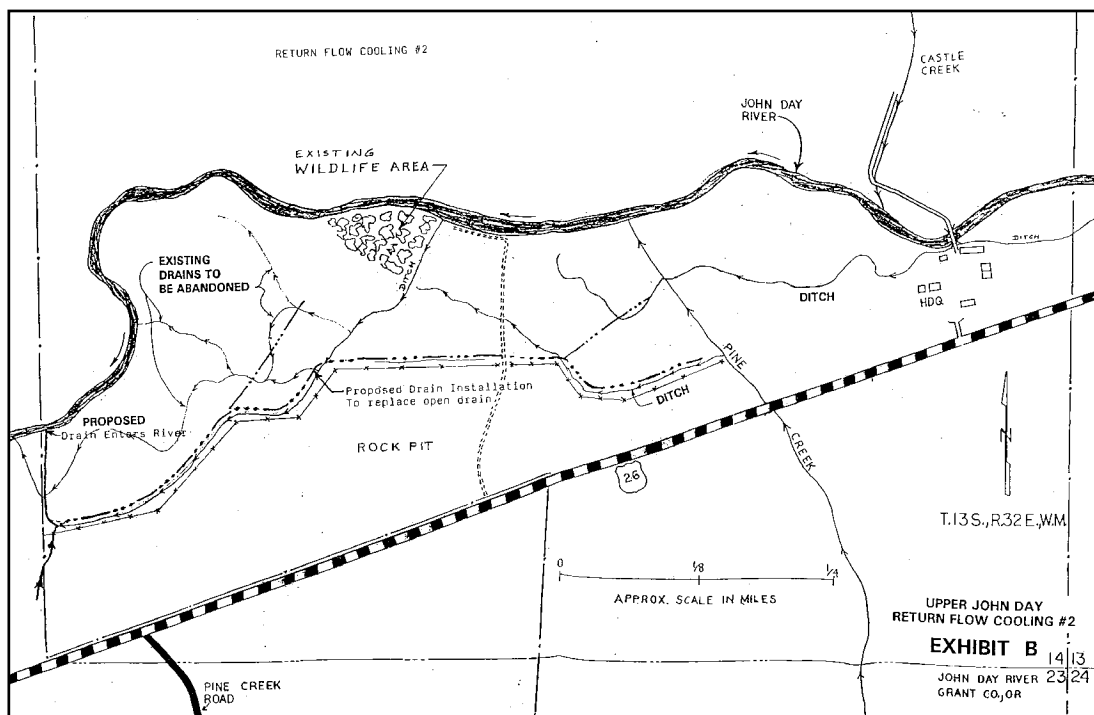 RETURN FLOW COOLING #2
CASTLE
CREEK
JOHN DAY
RIVER
EXISTING
WILDLIFE AREA
DITCH
EXISTING
DRAINS TO
BE ABANDONED
DITCH
DITCH
HDQ
PINE
CREEK
Proposed Drain Installation
To replace open drain
DITCH
PROPOSED
Drain Enters River
ROCK PIT
26
N
T.13S.,R.32E.,W.M.
0 1/8 1/4
APPROX. SCALE IN MILES
UPPER JOHN DAY
RETURN FLOW COOLING #2
EXHIBIT B
14 13
23 24
JOHN DAY RIVER
GRANT CO., OR
PINE CREEK
ROAD